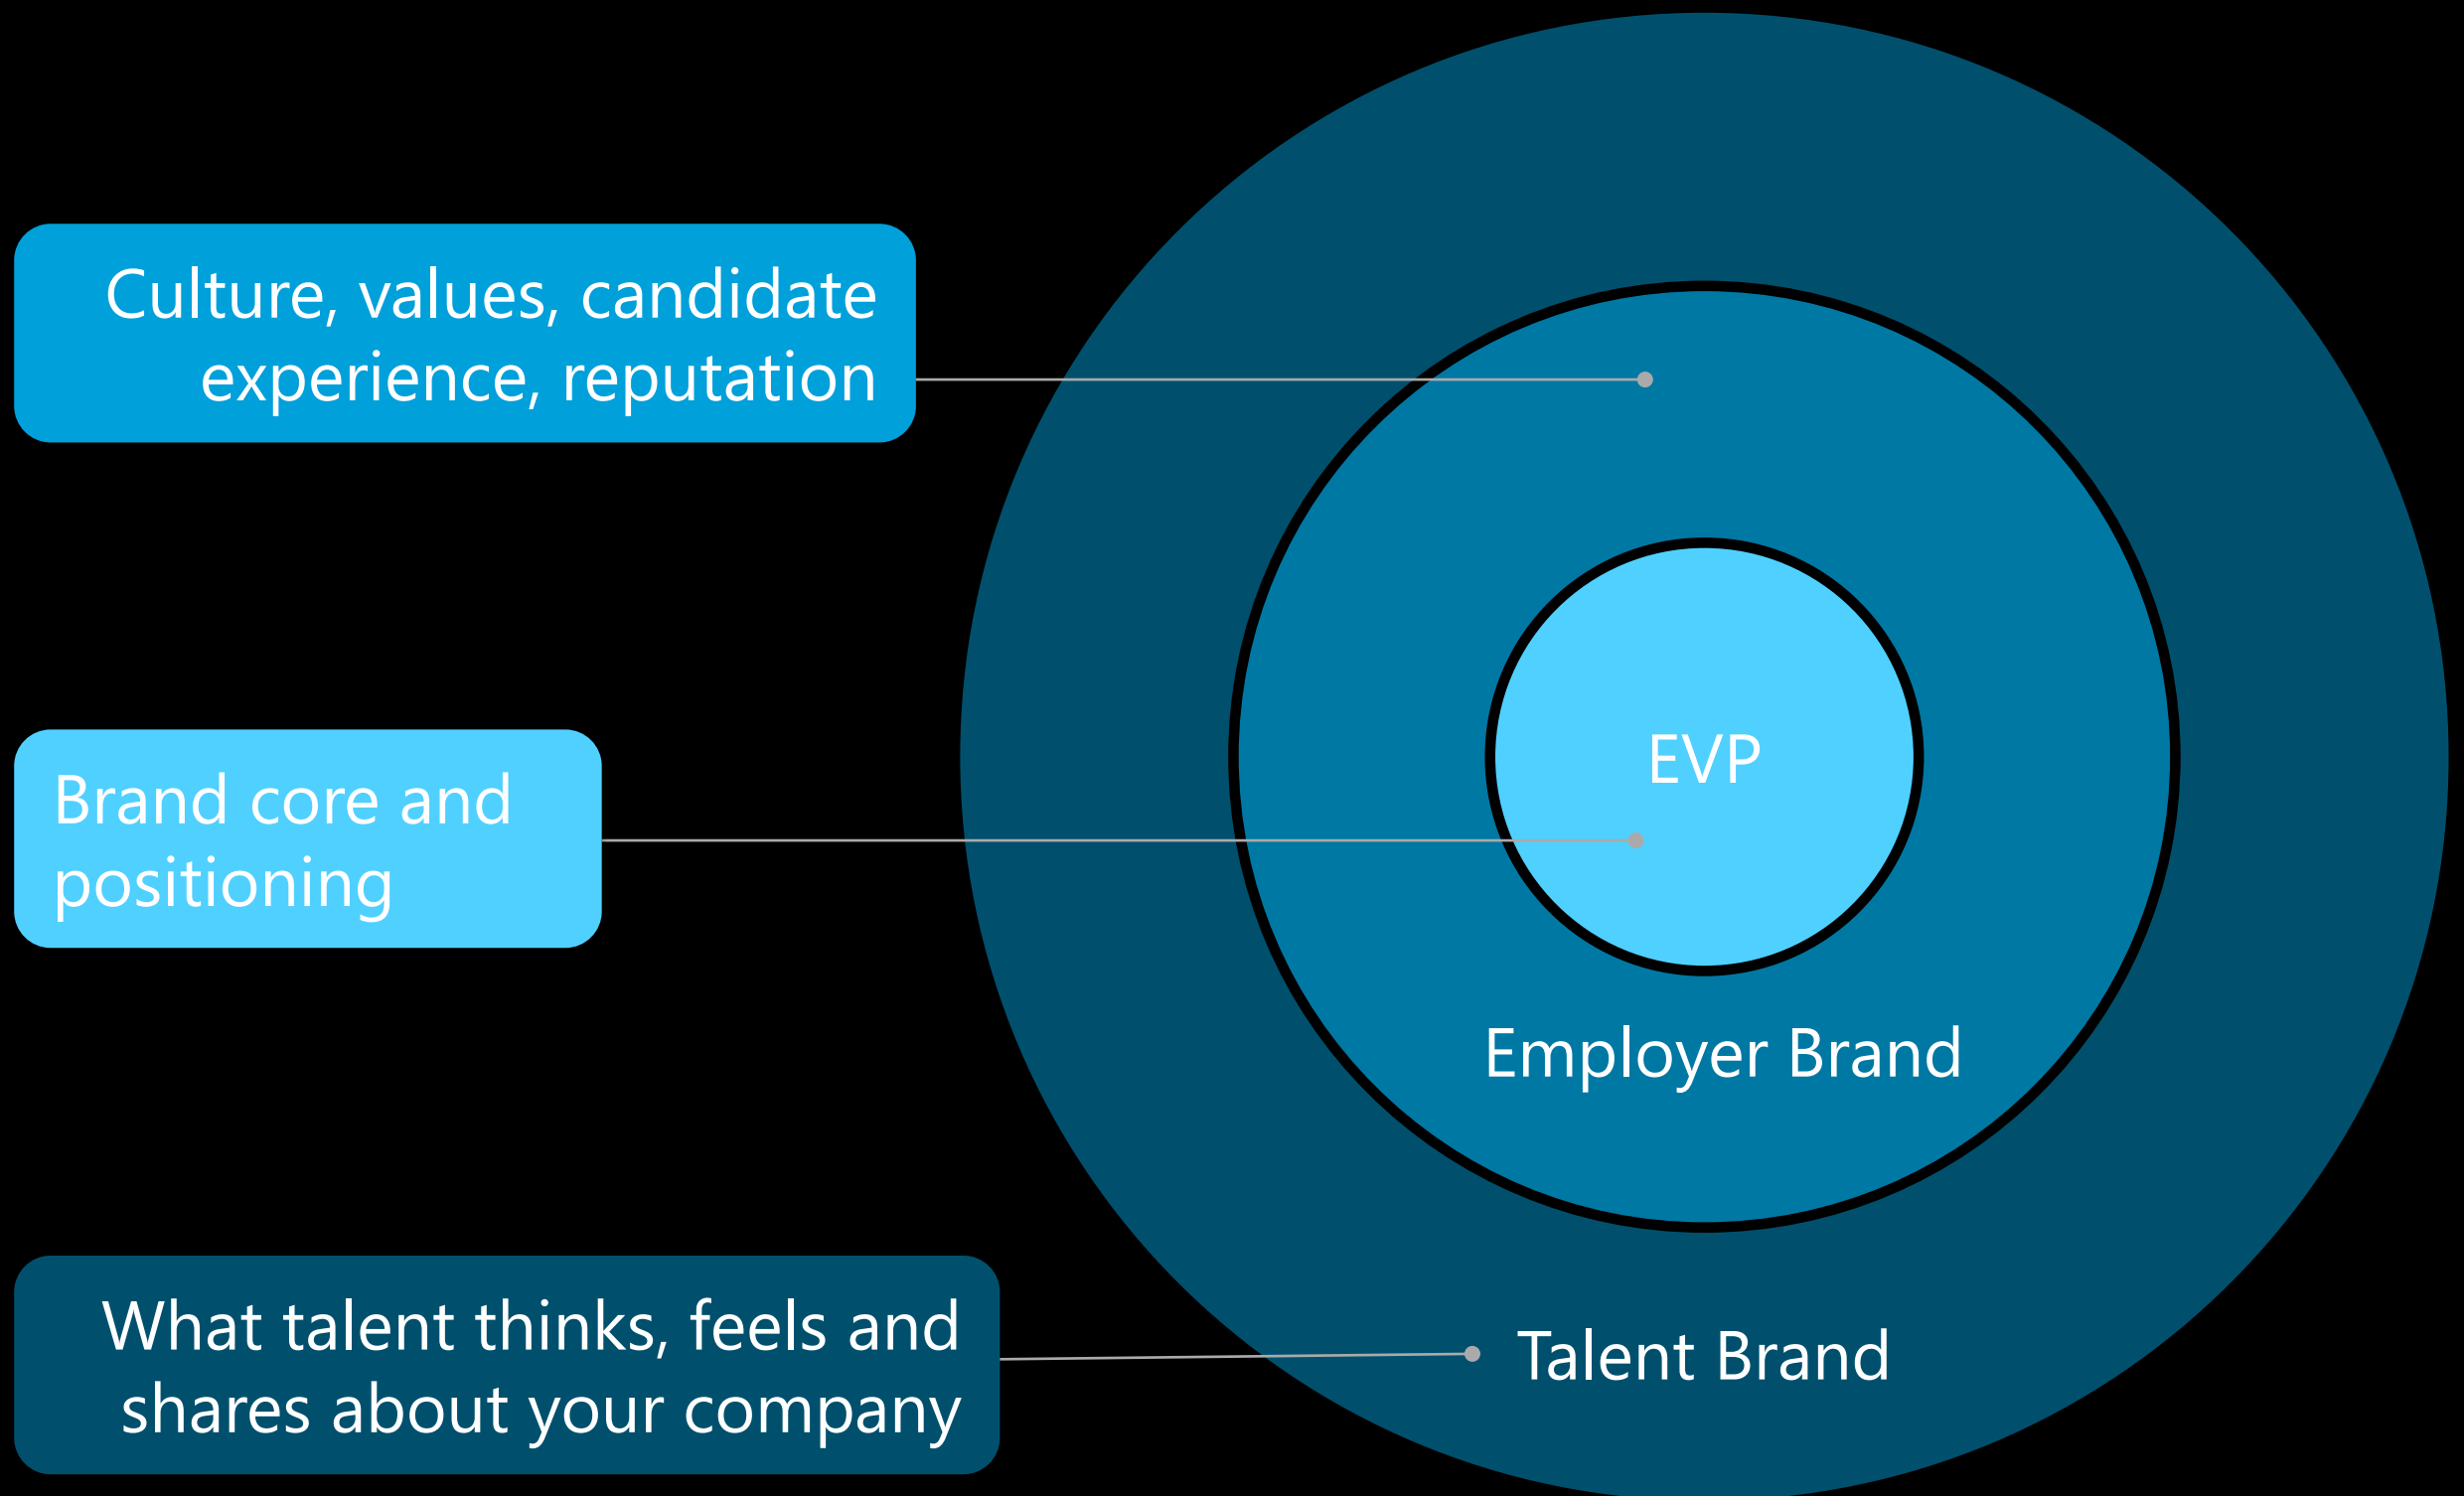 Culture, values, candidate
experience, reputation
Brand core and
positioning
What talent thinks, feels and
shares about your company
EVP
Employer Brand
Talent Brand